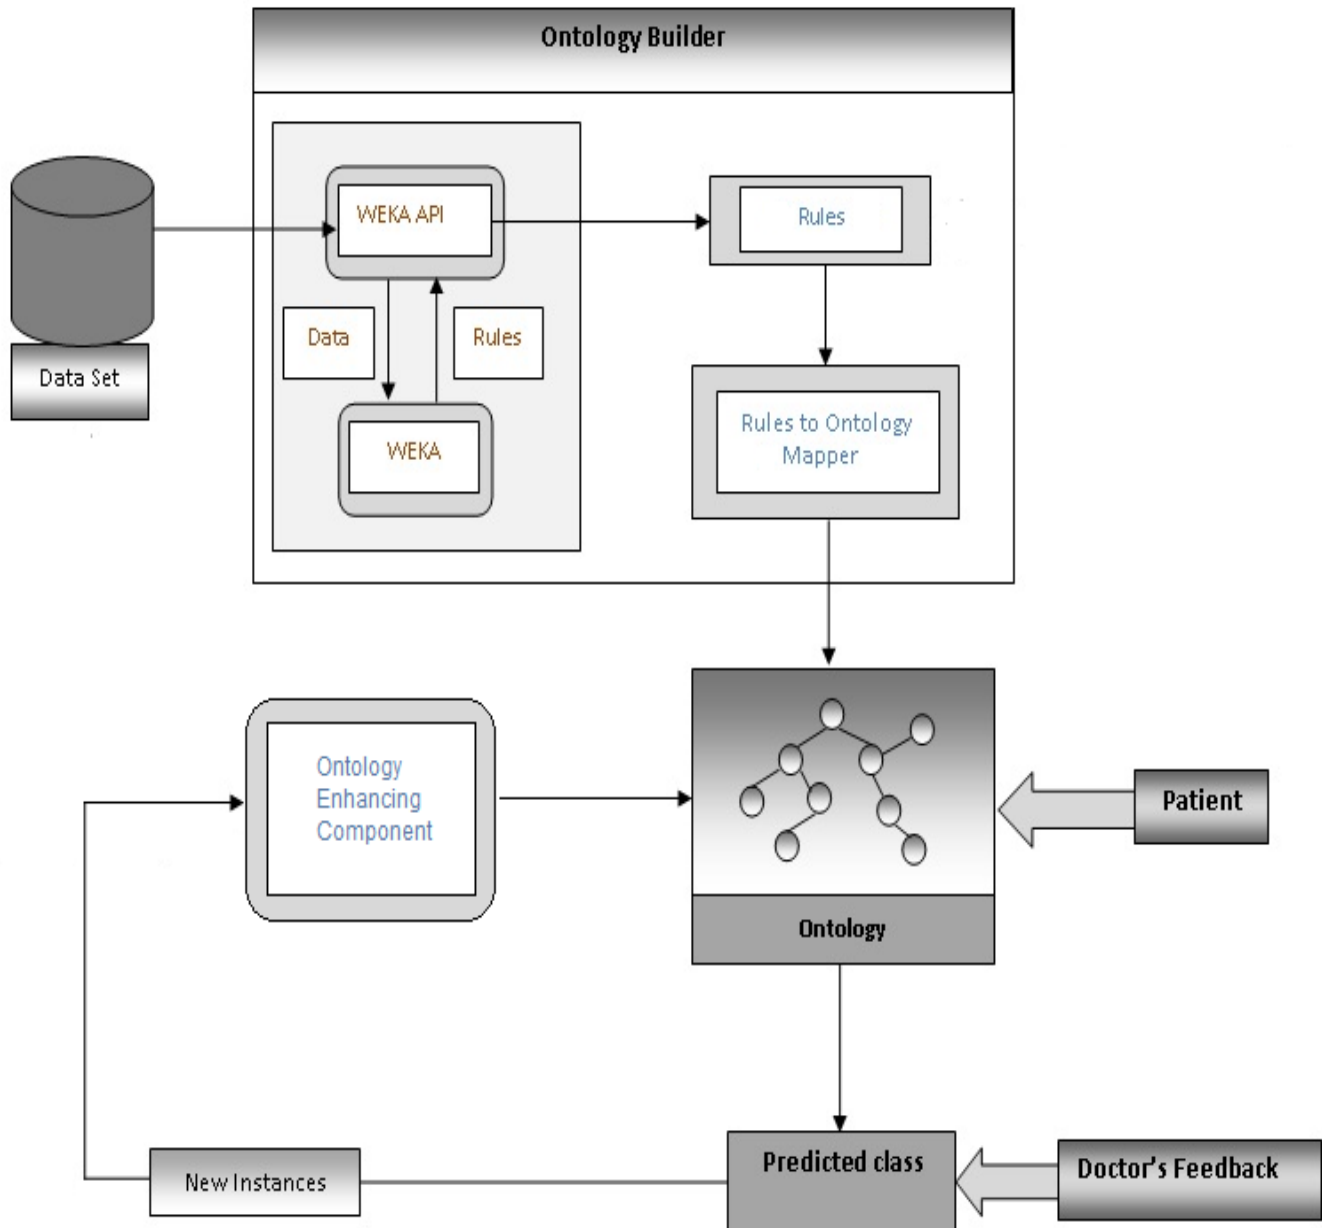 Ontology Builder
WEKA API
Rules
Data
Rules
Data Set
WEKA
Rules to Ontology
Mapper
Ontology
Enhancing
Component
Patient
Ontology
Predicted class
Doctor's Feedback
New Instances